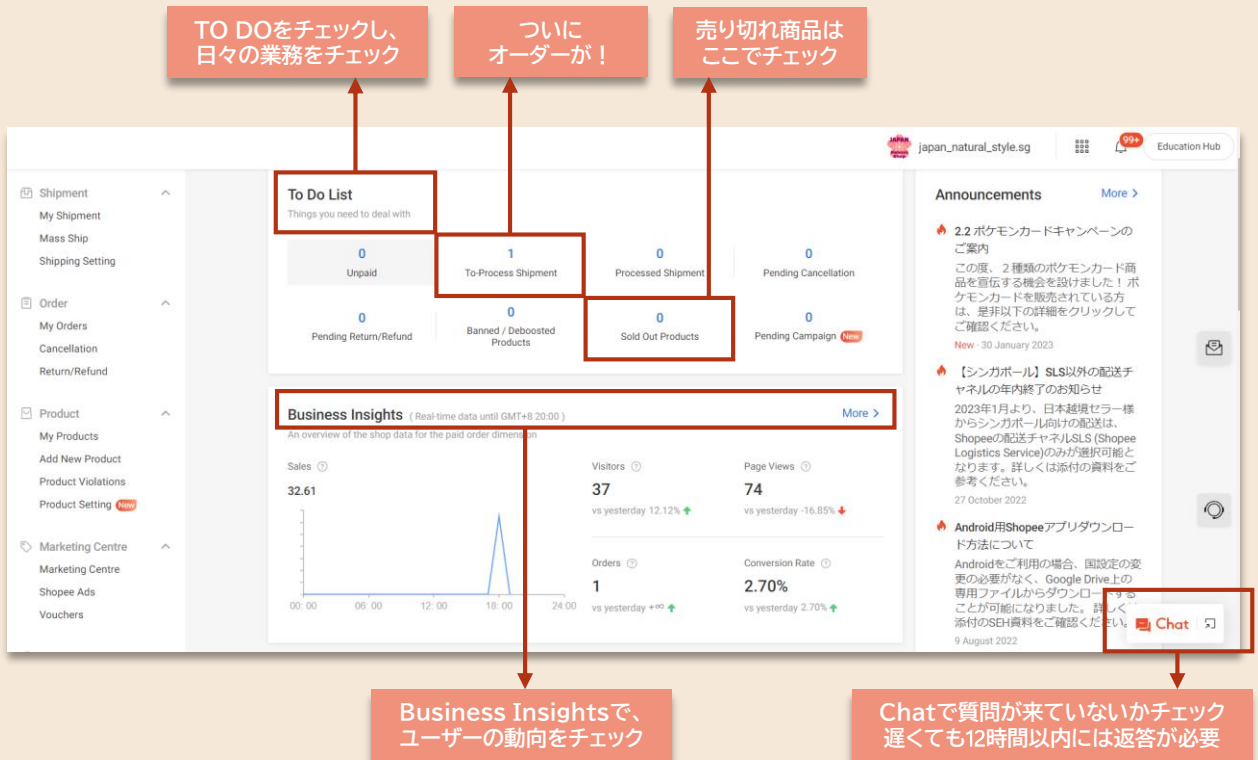 TO DOをチェックし、
日々の業務をチェック
ついに
オーダーが！
売り切れ商品は
ここでチェック
japan_natural_style.sg
99+
Education Hub
Shipment
My Shipment
Mass Ship
Shipping Setting
Order
My Orders
Cancellation
Return/Refund
Product
My Products
Add New Product
Product Violations
Product Setting New
Marketing Centre
Marketing Centre
Shopee Ads
Vouchers
To Do List
Things you need to deal with
0
Unpaid
1
To-Process Shipment
0
Processed Shipment
0
Pending Cancellation
0
Pending Return/Refund
0
Banned / Deboosted
Products
0
Sold Out Products
0
Pending Campaign New
Business Insights ( Real-time data until GMT+8 20:00 )
More >
An overview of the shop data for the paid order dimension
Sales
32.61
00: 00 06: 00 12: 00 18: 00 24:00
Visitors
37
vs yesterday 12.12%
Page Views
74
vs yesterday -16.85%
Orders
1
vs yesterday +∞
Conversion Rate
2.70%
vs yesterday 2.70%
Announcements
More >
2.2 ポケモンカードキャンペーンの
ご案内
この度、２種類のポケモンカード商
品を宣伝する機会を設けました！ ポ
ケモンカードを販売されている方
は、是非以下の詳細をクリックして
ご確認ください。
New · 30 January 2023
【シンガポール】SLS以外の配送チ
ャネルの年内終了のお知らせ
2023年1月より、日本越境セラー様
からシンガポール向けの配送は、
Shopeeの配送チャネルSLS (Shopee
Logistics Service)のみが選択可能と
なります。詳しくは添付の資料をご
参考ください。
27 October 2022
Android用Shopeeアプリダウンロー
ド方法について
Androidをご利用の場合、国設定の変
更の必要がなく、Google Drive上の
専用ファイルからダウンロードする
ことが可能になりました。 詳しくは
添付のSEH資料をご確認ください。
9 August 2022
Chat
Business Insightsで、
ユーザーの動向をチェック
Chatで質問が来ていないかチェック
遅くても12時間以内には返答が必要